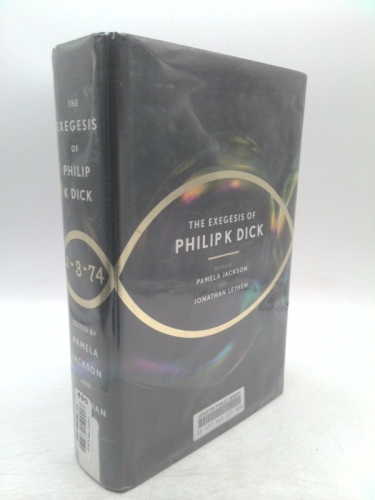 THE
EXEGESIS
OF
PHILIP
K DICK
-3-74
EDITED BY
PAMELA
JACKSON
AND
THE EXEGESIS OF
PHILIP K DICK
EDITED BY
PAMELA JACKSON
AND
JONATHAN LETHEM